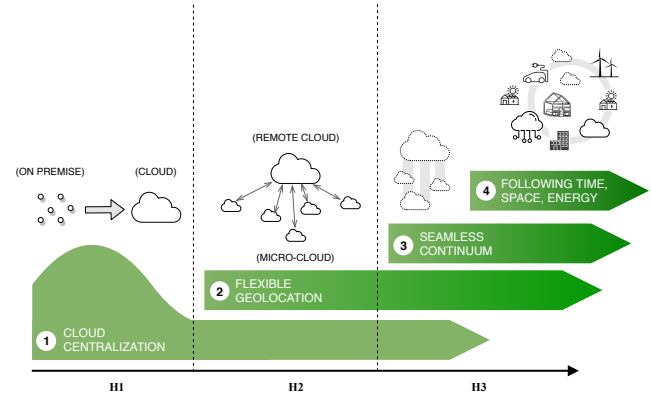 (ON PREMISE)
(CLOUD)
(REMOTE CLOUD)
(MICRO-CLOUD)
4 FOLLOWING TIME,
SPACE, ENERGY
3 SEAMLESS
CONTINUUM
2 FLEXIBLE
GEOLOCATION
1 CLOUD
CENTRALIZATION
H1
H2
H3